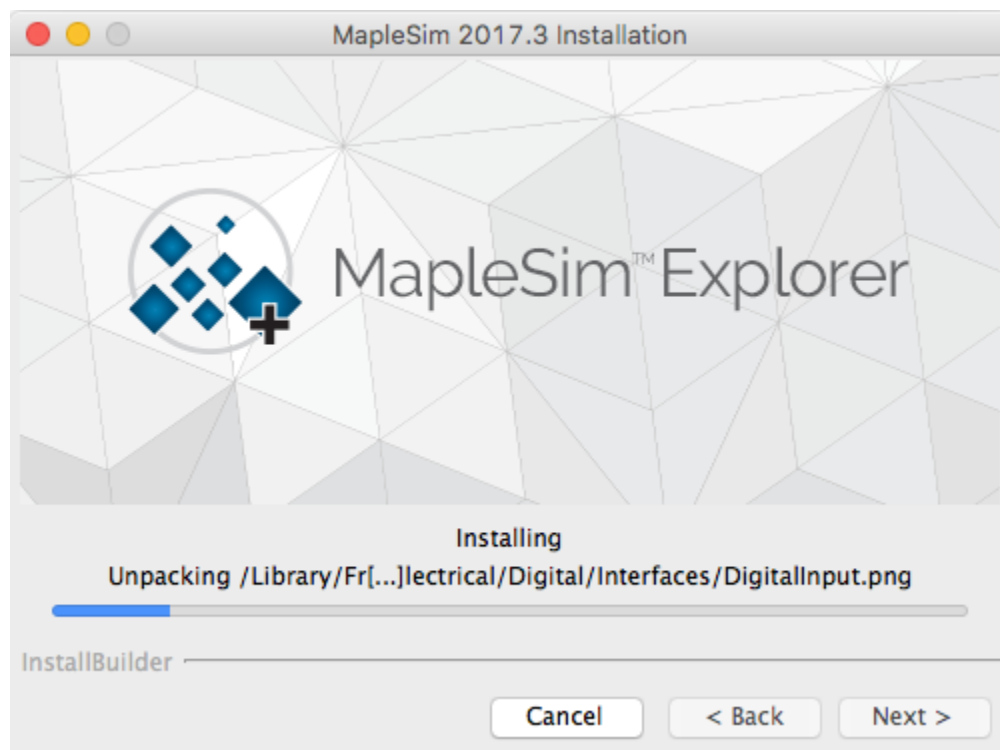 MapleSim 2017.3 Installation
MapleSim™ Explorer
Installing
Unpacking /Library/Fr[...]lectrical/Digital/Interfaces/DigitalInput.png
InstallBuilder
Cancel < Back Next >